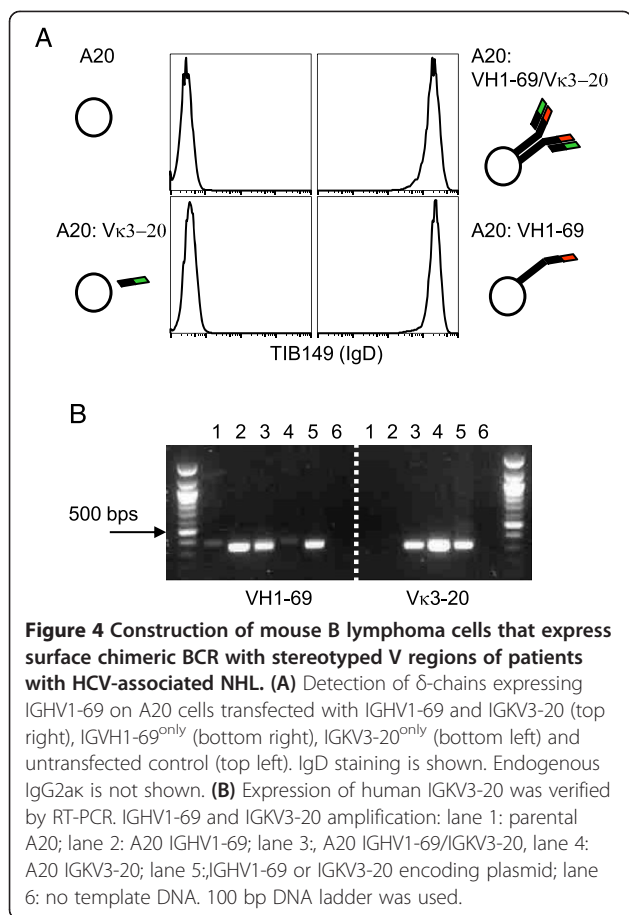 A
A20
A20:
VH1-69/Vκ3–20
A20: Vκ3–20
A20: VH1-69
TIB149 (IgD)
B
1 2 3 4 5 6 1 2 3 4 5 6
500 bps
VH1-69 Vκ3-20
Figure 4 Construction of mouse B lymphoma cells that express
surface chimeric BCR with stereotyped V regions of patients
with HCV-associated NHL. (A) Detection of δ-chains expressing
IGHV1-69 on A20 cells transfected with IGHV1-69 and IGKV3-20 (top
right), IGVH1-69only (bottom right), IGKV3-20only (bottom left) and
untransfected control (top left). IgD staining is shown. Endogenous
IgG2aκ is not shown. (B) Expression of human IGKV3-20 was verified
by RT-PCR. IGHV1-69 and IGKV3-20 amplification: lane 1: parental
A20; lane 2: A20 IGHV1-69; lane 3:, A20 IGHV1-69/IGKV3-20, lane 4:
A20 IGKV3-20; lane 5:,IGHV1-69 or IGKV3-20 encoding plasmid; lane
6: no template DNA. 100 bp DNA ladder was used.